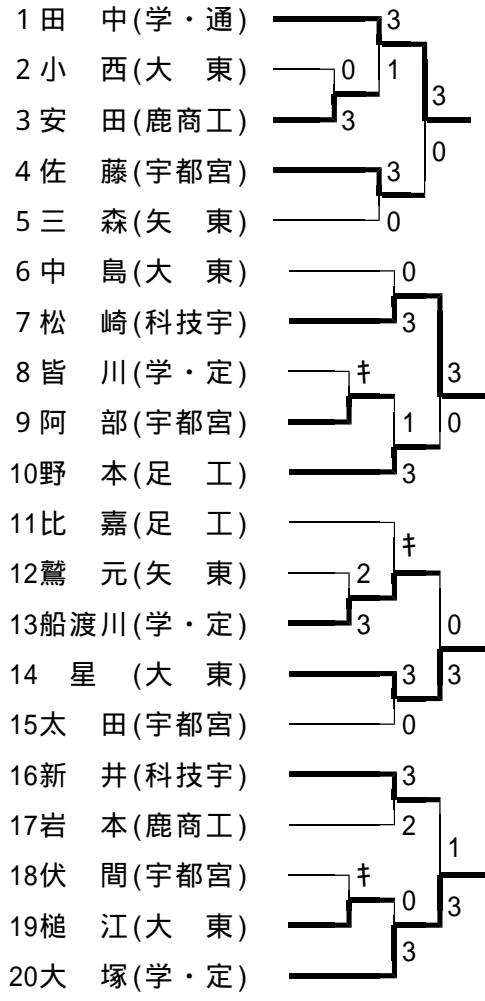 1 田　中(学・通)
3
2 小　西(大　東)
0
1
3
3 安　田(鹿商工)
3
0
4 佐　藤(宇都宮)
3
5 三　森(矢　東)
0
6 中　島(大　東)
0
7 松　崎(科技宇)
3
8 皆　川(学・定)
ｷ
3
9 阿　部(宇都宮)
1
0
10野　本(足　工)
3
11比　嘉(足　工)
ｷ
12鷲　元(矢　東)
2
13船渡川(学・定)
3
0
14　星　(大　東)
3
3
15太　田(宇都宮)
0
16新　井(科技宇)
3
17岩　本(鹿商工)
2
1
18伏　間(宇都宮)
ｷ
19槌　江(大　東)
0
3
20大　塚(学・定)
3